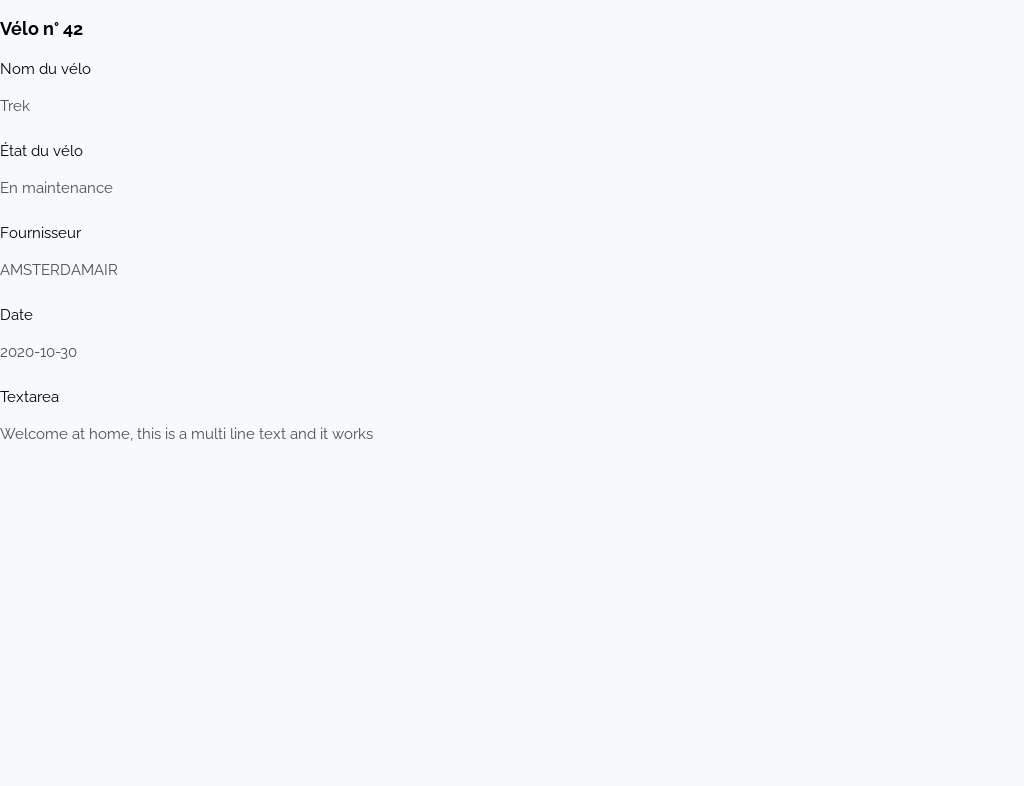 Vélo n° 42
Nom du vélo
Trek
État du vélo
En maintenance
Fournisseur
AMSTERDAMAIR
Date
2020-10-30
Textarea
Welcome at home, this is a multi line text and it works